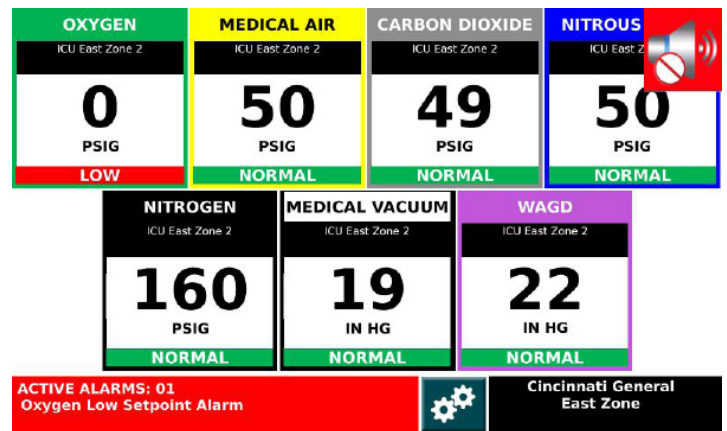 OXYGEN
ICU East Zone 2
0
PSIG
LOW
MEDICAL AIR
ICU East Zone 2
50
PSIG
NORMAL
CARBON DIOXIDE
ICU East Zone 2
49
PSIG
NORMAL
NITROUS
ICU East Z
50
PSIG
NORMAL
NITROGEN
ICU East Zone 2
160
PSIG
NORMAL
MEDICAL VACUUM
ICU East Zone 2
19
IN HG
NORMAL
WAGD
ICU East Zone 2
22
IN HG
NORMAL
ACTIVE ALARMS: 01
Oxygen Low Setpoint Alarm
Cincinnati General
East Zone